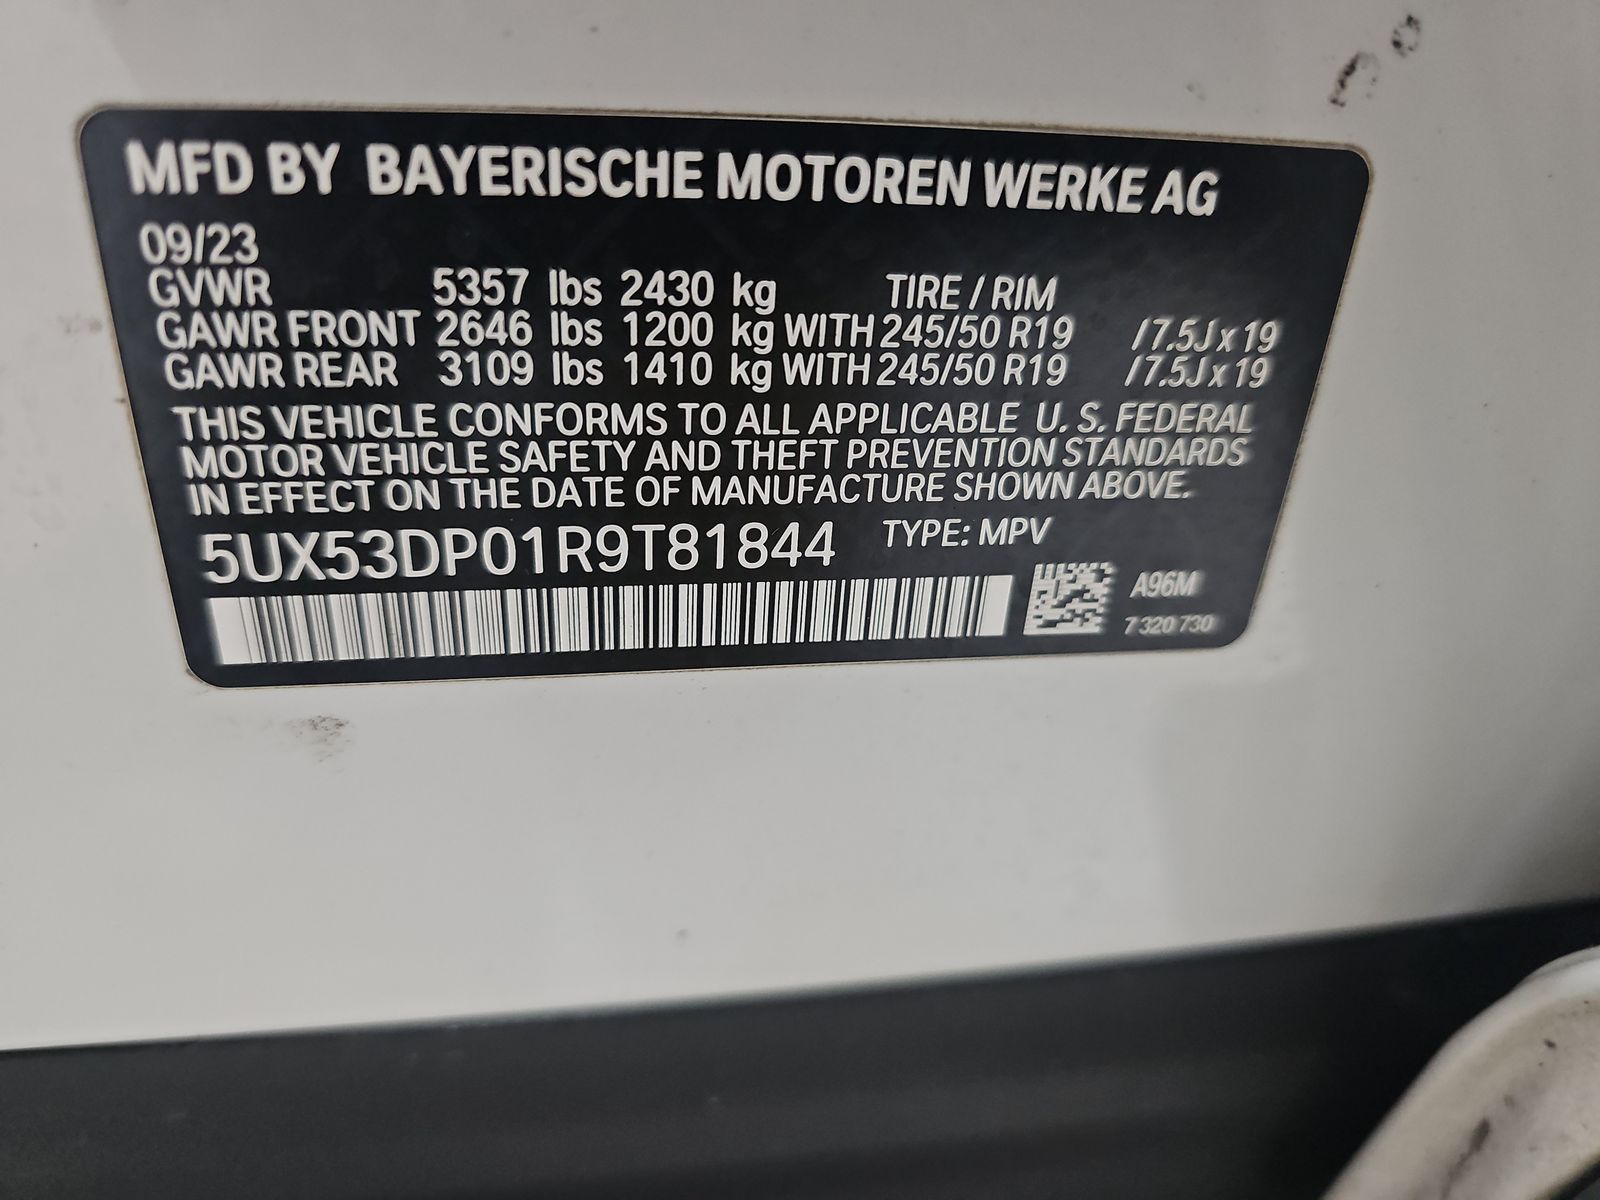 MFD BY BAYERISCHE MOTOREN WERKE AG
09/23
GVWR 5357 lbs 2430 kg TIRE / RIM
GAWR FRONT 2646 lbs 1200 kg WITH 245/50 R19 / 7.5J x 19
GAWR REAR 3109 lbs 1410 kg WITH 245/50 R19 / 7.5J x 19
THIS VEHICLE CONFORMS TO ALL APPLICABLE U. S. FEDERAL
MOTOR VEHICLE SAFETY AND THEFT PREVENTION STANDARDS
IN EFFECT ON THE DATE OF MANUFACTURE SHOWN ABOVE.
5UX53DP01R9T81844 TYPE: MPV
A96M
7 320 730